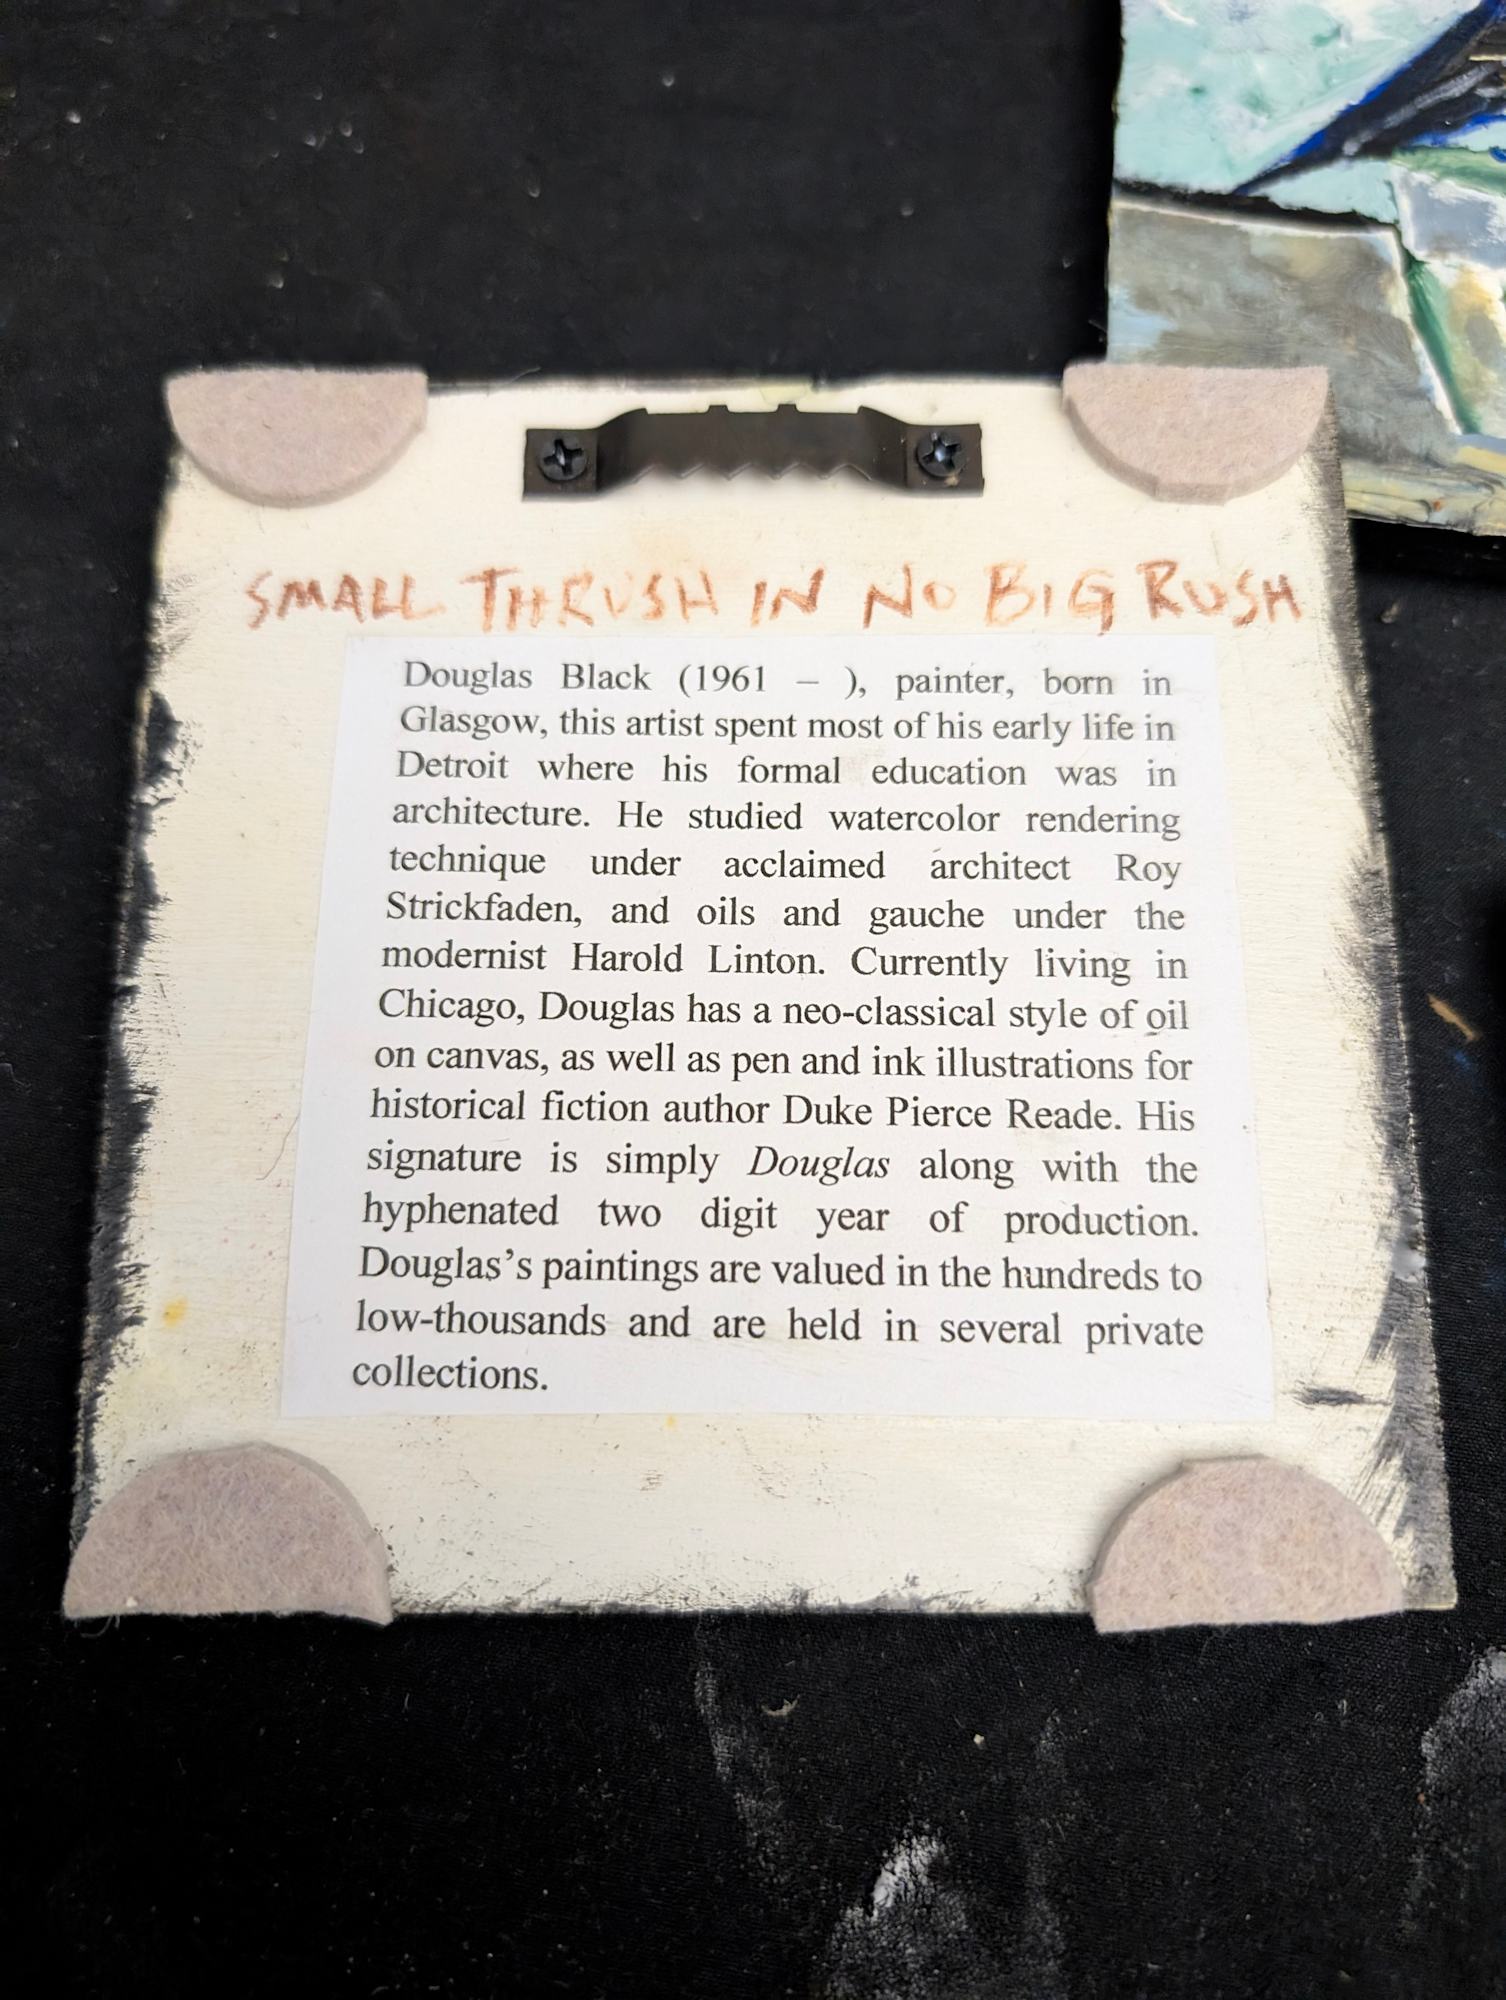 SMALL THRUSH IN NO BIG RUSH
Douglas Black (1961 – ), painter, born in
Glasgow, this artist spent most of his early life in
Detroit where his formal education was in
architecture. He studied watercolor rendering
technique under acclaimed architect Roy
Strickfaden, and oils and gauche under the
modernist Harold Linton. Currently living in
Chicago, Douglas has a neo-classical style of oil
on canvas, as well as pen and ink illustrations for
historical fiction author Duke Pierce Reade. His
signature is simply Douglas along with the
hyphenated two digit year of production.
Douglas’s paintings are valued in the hundreds to
low-thousands and are held in several private
collections.